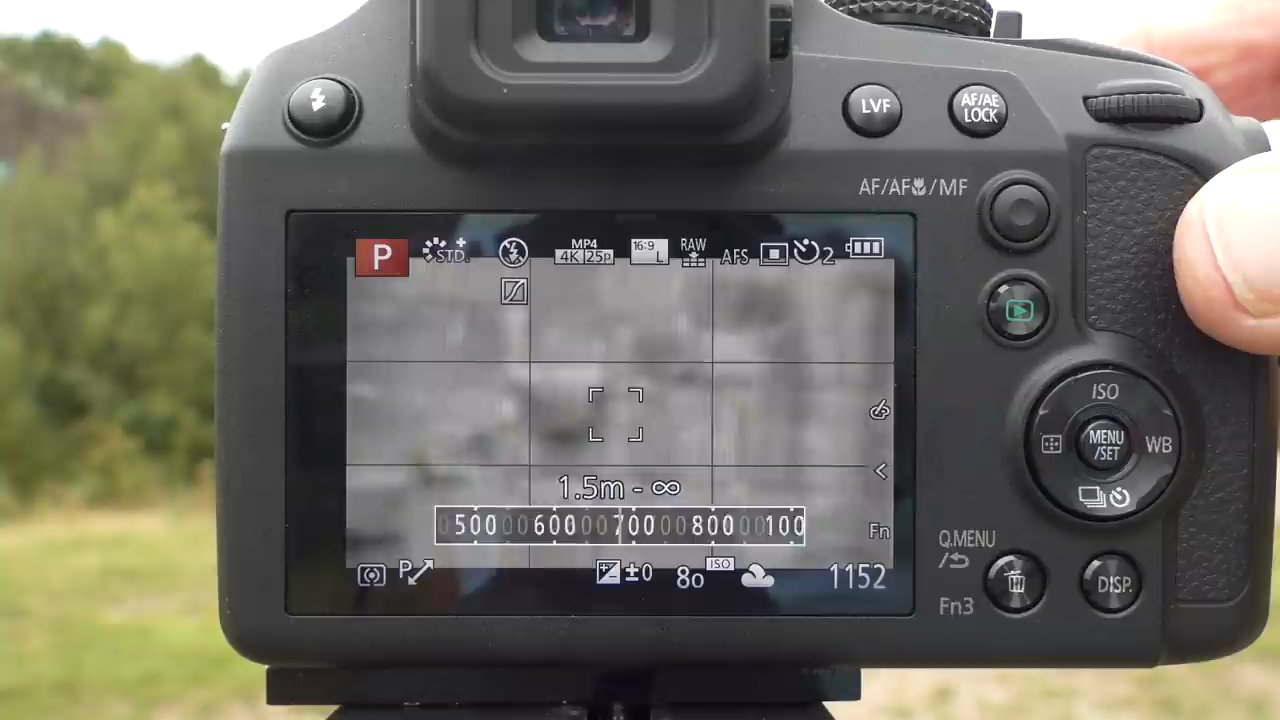 LVF
AF/AE
LOCK
AF/AF/MF
P
STD.
MP4
4K 25P
16:9
L
RAW
AFS
2
1.5m - ∞
500 600 700 800 100
Fn
P
±0
80
ISO
1152
ISO
MENU
/SET
WB
Q.MENU
/
Fn3
DISP.